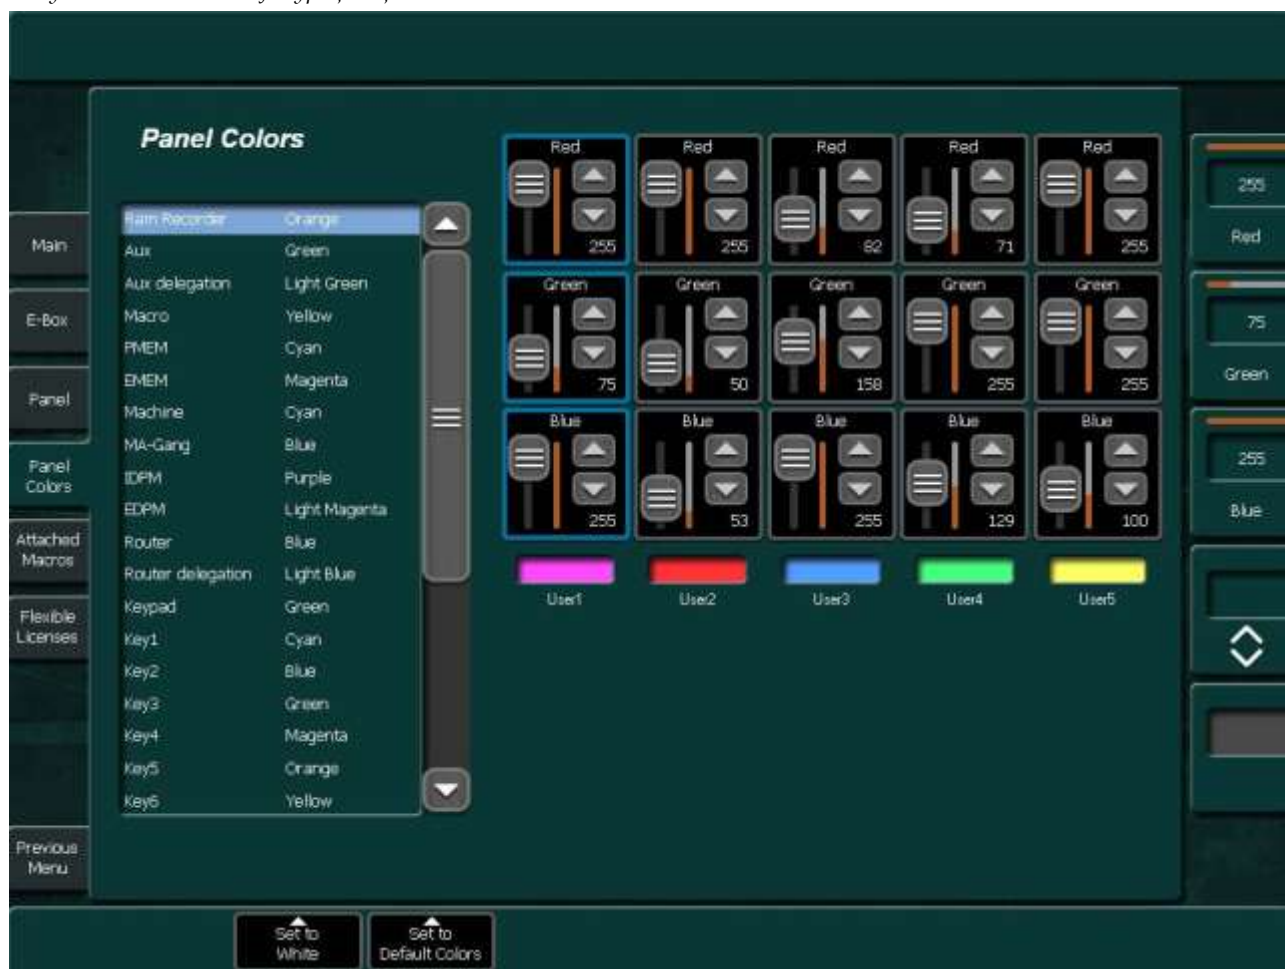 Panel Colors
Main
E-Box
Panel
Panel
Colors
Attached
Macros
Flexible
Licenses
Previous
Menu
Ram Recorder Orange
Aux Green
Aux delegation Light Green
Macro Yellow
PMEM Cyan
EMEM Magenta
Machine Cyan
MA-Gang Blue
IDPM Purple
EDPM Light Magenta
Router Blue
Router delegation Light Blue
Keypad Green
Key1 Cyan
Key2 Blue
Key3 Green
Key4 Magenta
Key5 Orange
Key6 Yellow
Red Red Red Red Red
255 255 82 71 255
Green Green Green Green Green
75 50 158 255 255
Blue Blue Blue Blue Blue
255 53 255 129 100
User1 User2 User3 User4 User5
255
Red
75
Green
255
Blue
Set to
White
Set to
Default Colors